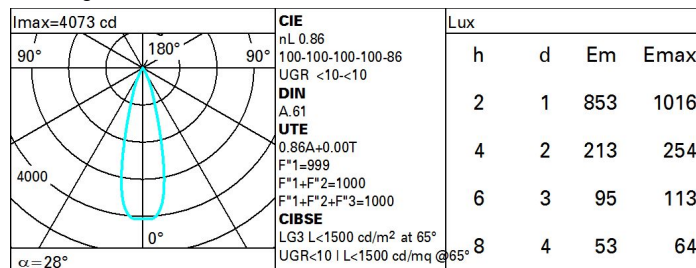 Imax=4073 cd
90°
180°
90°
4000
0°
α=28°
CIE
nL 0.86
100-100-100-100-86
UGR <10-<10
DIN
A.61
UTE
0.86A+0.00T
F"1=999
F"1+F"2=1000
F"1+F"2+F"3=1000
CIBSE
LG3 L<1500 cd/m² at 65°
UGR<10 | L<1500 cd/mq @65°
Lux
h d Em Emax
2 1 853 1016
4 2 213 254
6 3 95 113
8 4 53 64